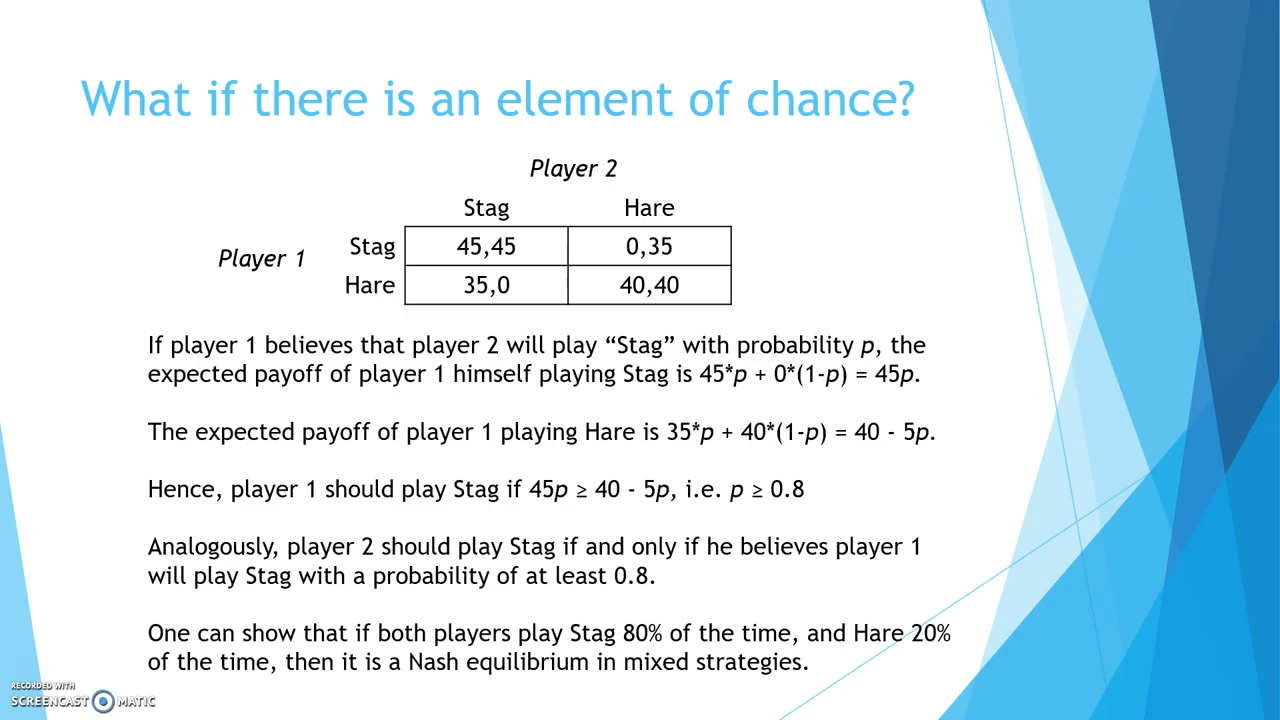 What if there is an element of chance?
Player 2
Stag Hare
Player 1
Stag 45,45 0,35
Hare 35,0 40,40
If player 1 believes that player 2 will play “Stag” with probability p, the
expected payoff of player 1 himself playing Stag is 45*p + 0*(1-p) = 45p.
The expected payoff of player 1 playing Hare is 35*p + 40*(1-p) = 40 - 5p.
Hence, player 1 should play Stag if 45p ≥ 40 - 5p, i.e. p ≥ 0.8
Analogously, player 2 should play Stag if and only if he believes player 1
will play Stag with a probability of at least 0.8.
One can show that if both players play Stag 80% of the time, and Hare 20%
of the time, then it is a Nash equilibrium in mixed strategies.
RECORDED WITH
SCREENCAST MATIC